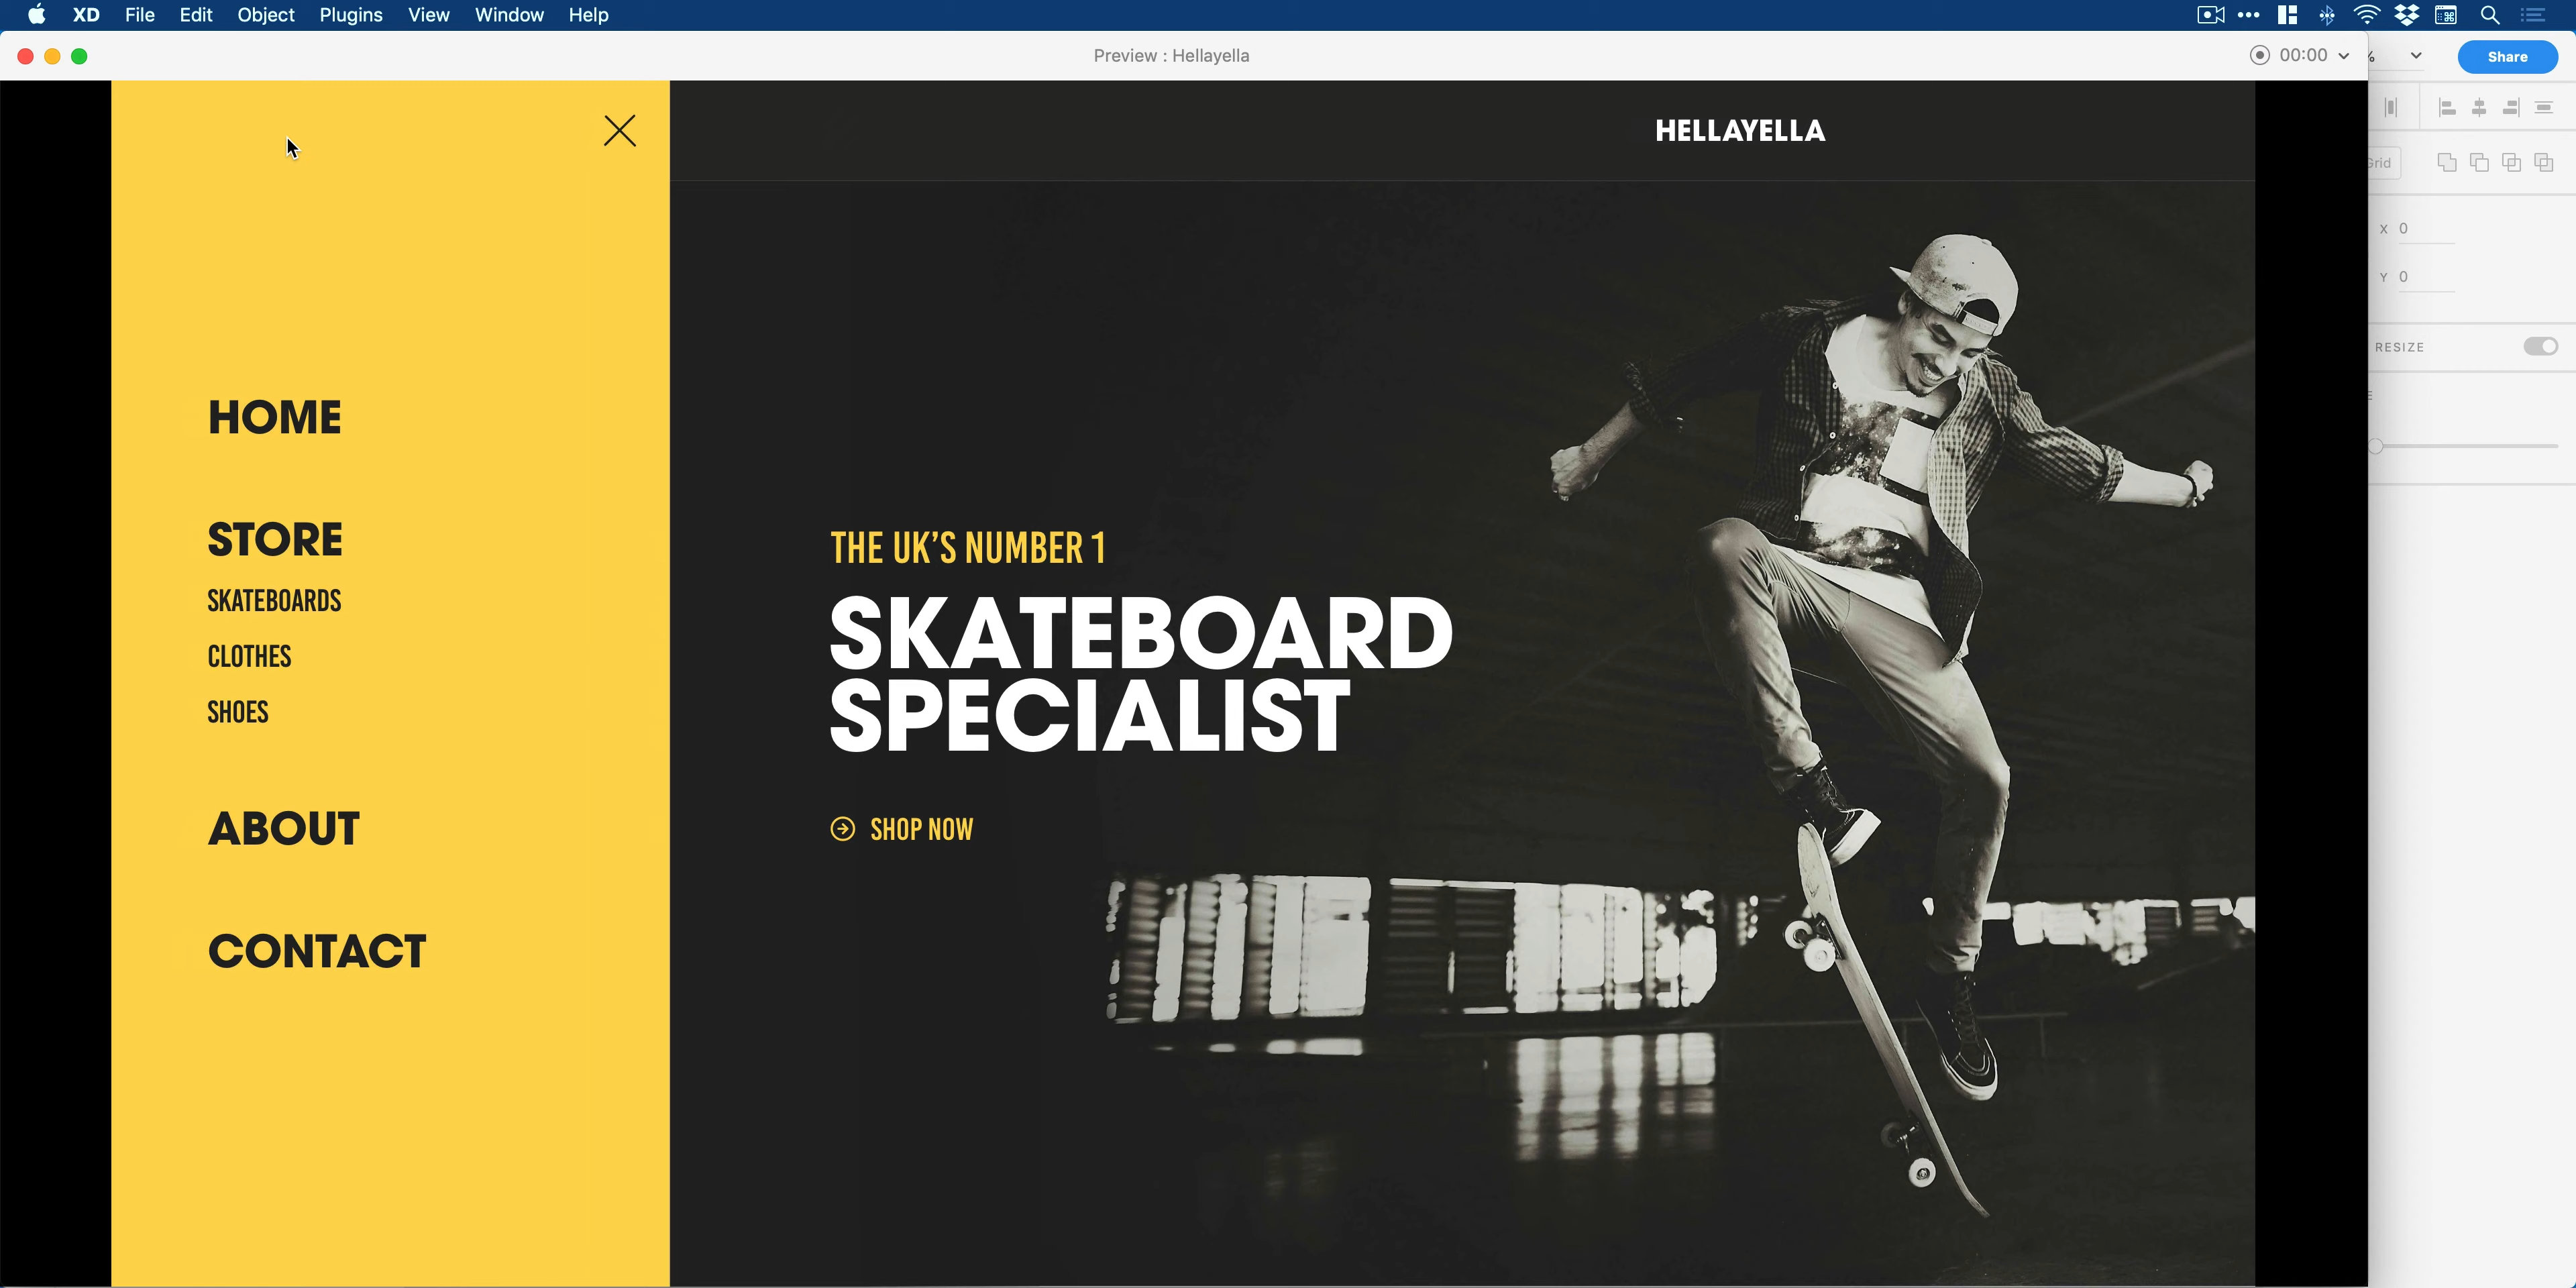 XD File Edit Object Plugins View Window Help
Preview : Hellayella
00:00
%
Share
HELLAYELLA
X 0
Y 0
RESIZE
HOME
STORE
SKATEBOARDS
CLOTHES
SHOES
ABOUT
CONTACT
THE UK’S NUMBER 1
SKATEBOARD
SPECIALIST
SHOP NOW